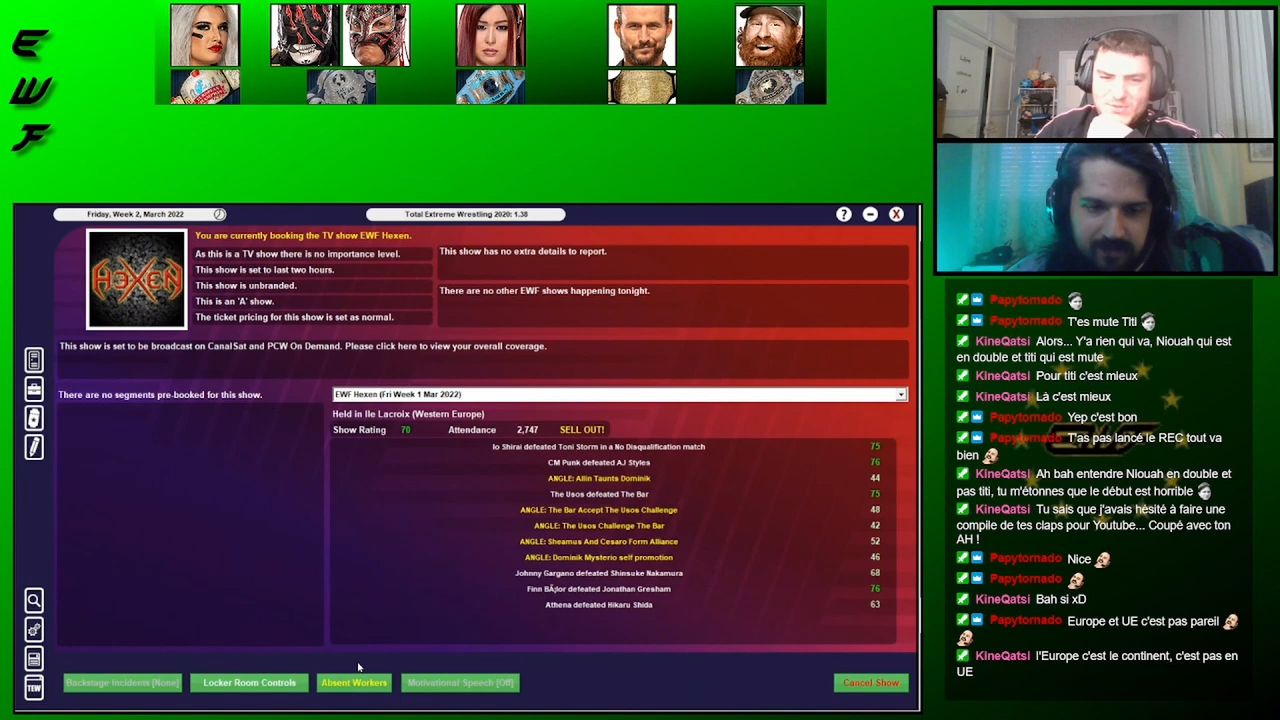 E
W
F
Friday, Week 2, March 2022
Total Extreme Wrestling 2020: 1.38
?
X
HEXEN
You are currently booking the TV show EWF Hexen.
As this is a TV show there is no importance level.
This show is set to last two hours.
This show is unbranded.
This is an 'A' show.
The ticket pricing for this show is set as normal.
This show has no extra details to report.
There are no other EWF shows happening tonight.
This show is set to be broadcast on CanalSat and PCW On Demand. Please click here to view your overall coverage.
There are no segments pre-booked for this show.
EWF Hexen (Fri Week 1 Mar 2022)
Held in Ile Lacroix (Western Europe)
Show Rating 70 Attendance 2,747 SELL OUT!
Io Shirai defeated Toni Storm in a No Disqualification match 75
CM Punk defeated AJ Styles 76
ANGLE: Allin Taunts Dominik 44
The Usos defeated The Bar 75
ANGLE: The Bar Accept The Usos Challenge 48
ANGLE: The Usos Challenge The Bar 42
ANGLE: Sheamus And Cesaro Form Alliance 52
ANGLE: Dominik Mysterio self promotion 46
Johnny Gargano defeated Shinsuke Nakamura 68
Finn BÃ¡lor defeated Jonathan Gresham 76
Athena defeated Hikaru Shida 63
TEW
Backstage Incidents [None]
Locker Room Controls
Absent Workers
Motivational Speech [Off]
Cancel Show
Papytornado
Papytornado T'es mute Titi
KineQatsi Alors... Y'a rien qui va, Niouah qui est
en double et titi qui est mute
KineQatsi Pour titi c'est mieux
KineQatsi Là c'est mieux
Papytornado Yep c'est bon
Papytornado T'as pas lancé le REC tout va
bien
KineQatsi Ah bah entendre Niouah en double et
pas titi, tu m'étonnes que le début est horrible
KineQatsi Tu sais que j'avais hésité à faire une
compile de tes claps pour Youtube... Coupé avec ton
AH !
Papytornado Nice
Papytornado
KineQatsi Bah si xD
Papytornado Europe et UE c'est pas pareil
KineQatsi l'Europe c'est le continent, c'est pas en
UE